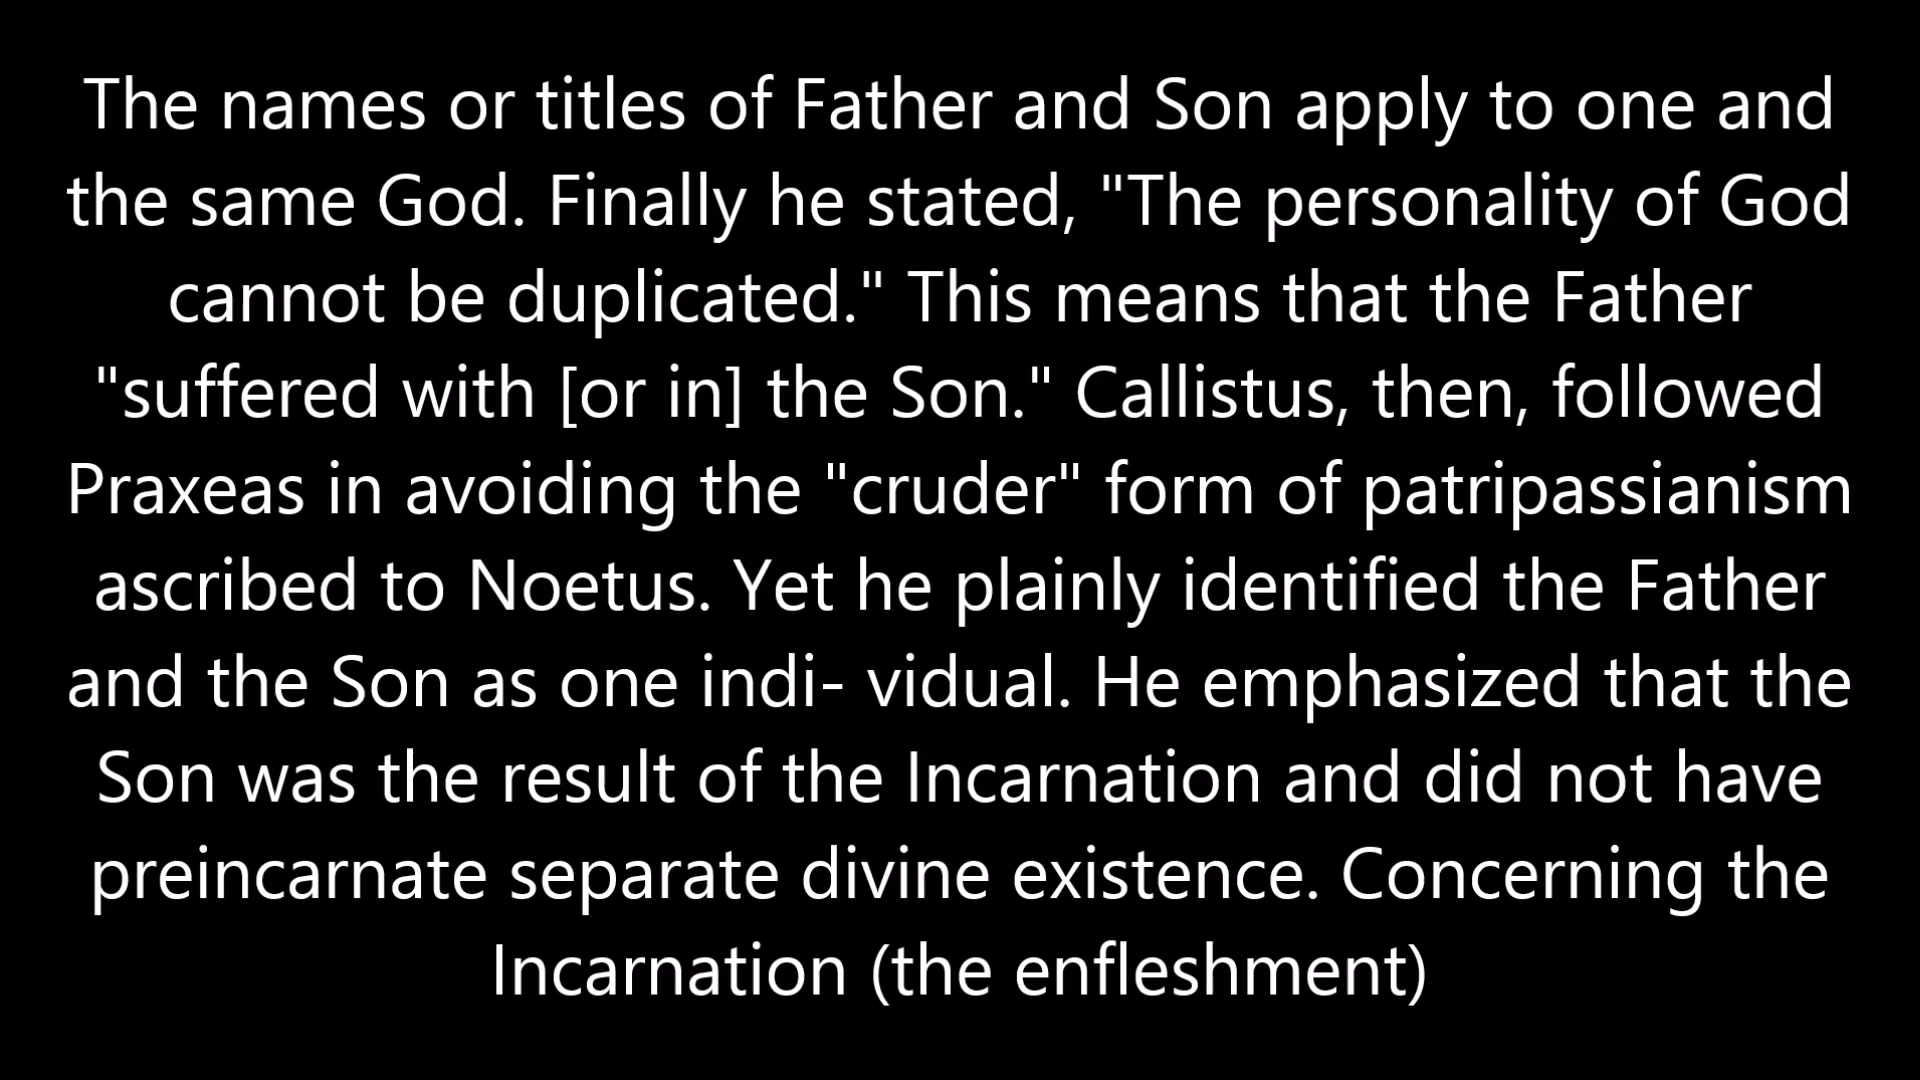 The names or titles of Father and Son apply to one and
the same God. Finally he stated, "The personality of God
cannot be duplicated." This means that the Father
"suffered with [or in] the Son." Callistus, then, followed
Praxeas in avoiding the "cruder" form of patripassianism
ascribed to Noetus. Yet he plainly identified the Father
and the Son as one indi- vidual. He emphasized that the
Son was the result of the Incarnation and did not have
preincarnate separate divine existence. Concerning the
Incarnation (the enfleshment)